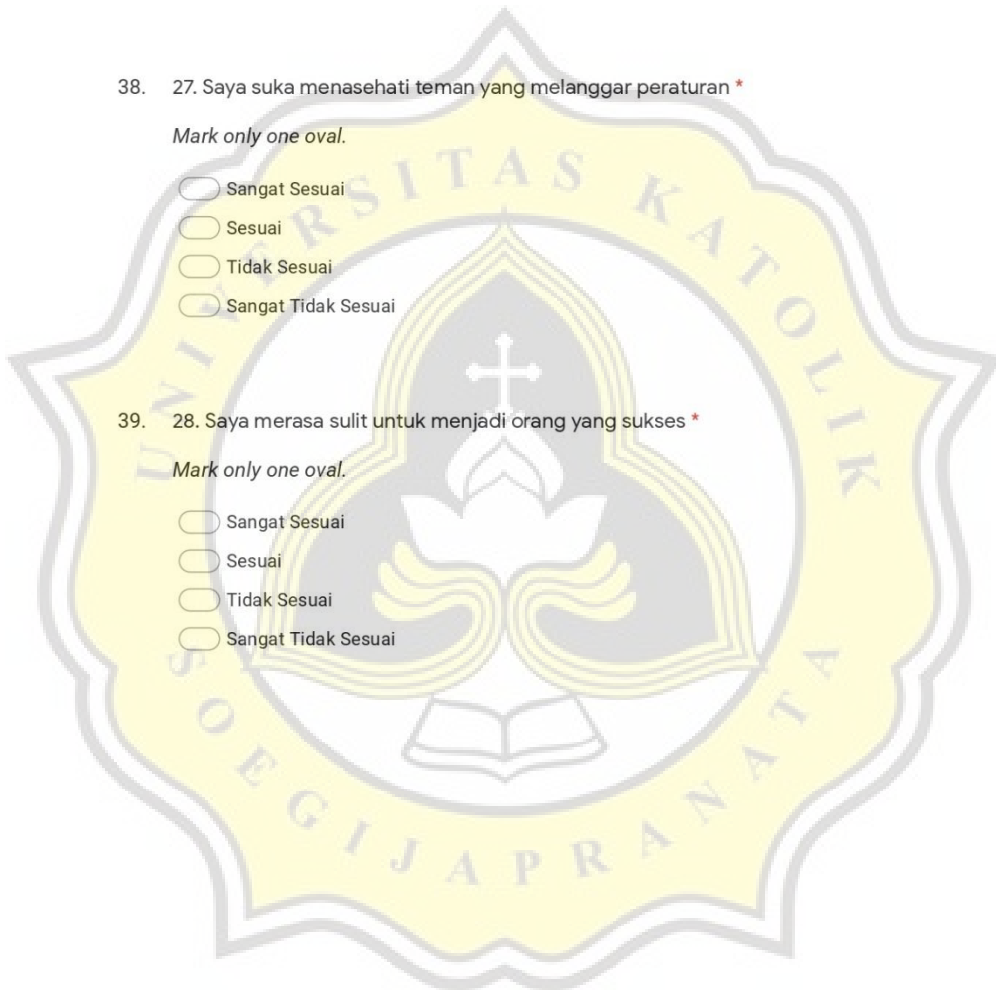 38. 27. Saya suka menasehati teman yang melanggar peraturan *
Mark only one oval.
Sangat Sesuai
Sesuai
Tidak Sesuai
Sangat Tidak Sesuai
39. 28. Saya merasa sulit untuk menjadi orang yang sukses *
Mark only one oval.
Sangat Sesuai
Sesuai
Tidak Sesuai
Sangat Tidak Sesuai
UNIVERSITAS KATOLIK
SOEGIJAPRANATA